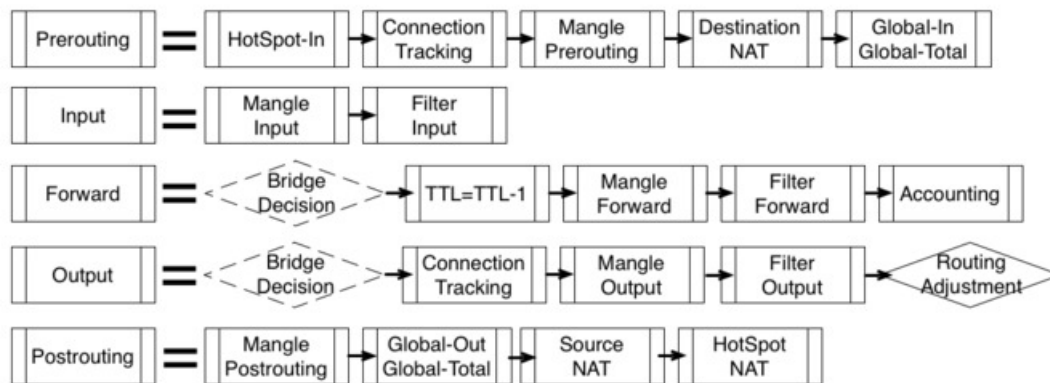 Prerouting
=
HotSpot-In
Connection
Tracking
Mangle
Prerouting
Destination
NAT
Global-In
Global-Total
Input
=
Mangle
Input
Filter
Input
Forward
=
Bridge
Decision
TTL=TTL-1
Mangle
Forward
Filter
Forward
Accounting
Output
=
Bridge
Decision
Connection
Tracking
Mangle
Output
Filter
Output
Routing
Adjustment
Postrouting
=
Mangle
Postrouting
Global-Out
Global-Total
Source
NAT
HotSpot
NAT